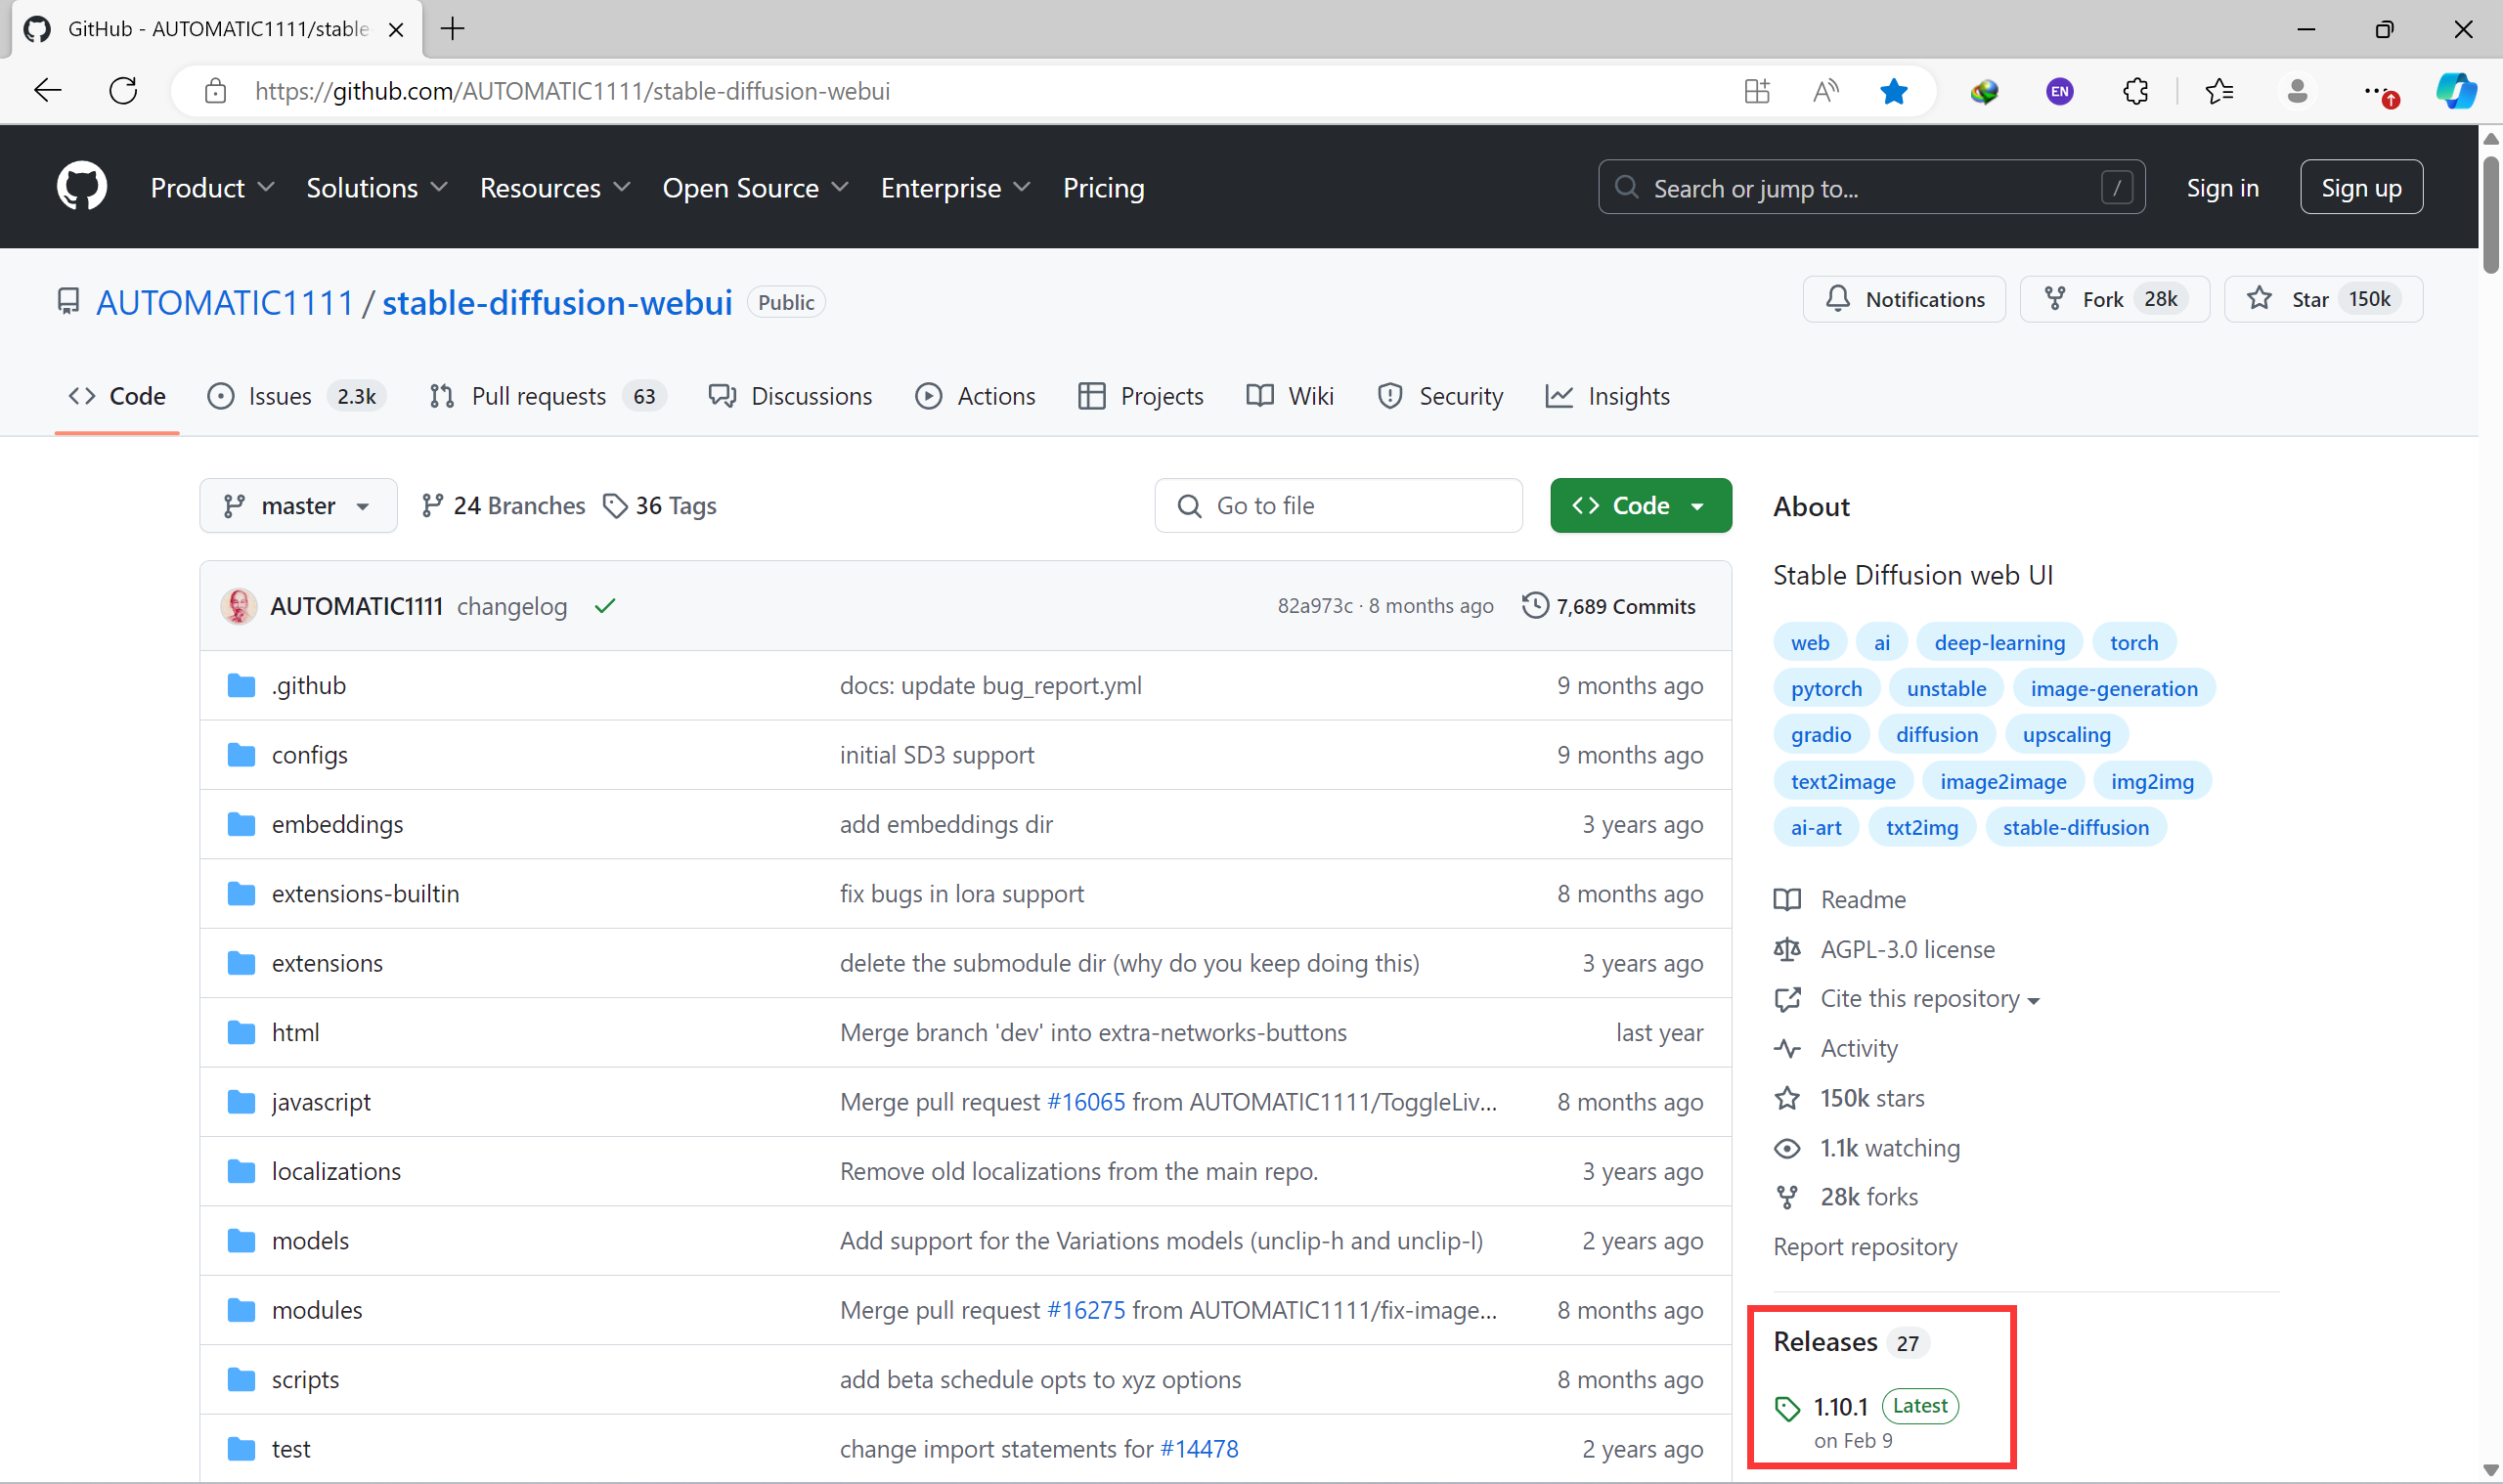 GitHub - AUTOMATIC1111/stable
https://github.com/AUTOMATIC1111/stable-diffusion-webui
EN
Product Solutions Resources Open Source Enterprise Pricing Search or jump to... / Sign in Sign up
AUTOMATIC1111 / stable-diffusion-webui Public Notifications Fork 28k Star 150k
Code Issues 2.3k Pull requests 63 Discussions Actions Projects Wiki Security Insights
master 24 Branches 36 Tags Go to file Code
AUTOMATIC1111 changelog 82a973c · 8 months ago 7,689 Commits
.github docs: update bug_report.yml 9 months ago
configs initial SD3 support 9 months ago
embeddings add embeddings dir 3 years ago
extensions-builtin fix bugs in lora support 8 months ago
extensions delete the submodule dir (why do you keep doing this) 3 years ago
html Merge branch 'dev' into extra-networks-buttons last year
javascript Merge pull request #16065 from AUTOMATIC1111/ToggleLiv... 8 months ago
localizations Remove old localizations from the main repo. 3 years ago
models Add support for the Variations models (unclip-h and unclip-l) 2 years ago
modules Merge pull request #16275 from AUTOMATIC1111/fix-image... 8 months ago
scripts add beta schedule opts to xyz options 8 months ago
test change import statements for #14478 2 years ago
About
Stable Diffusion web UI
web ai deep-learning torch
pytorch unstable image-generation
gradio diffusion upscaling
text2image image2image img2img
ai-art txt2img stable-diffusion
Readme
AGPL-3.0 license
Cite this repository
Activity
150k stars
1.1k watching
28k forks
Report repository
Releases 27
1.10.1 Latest
on Feb 9